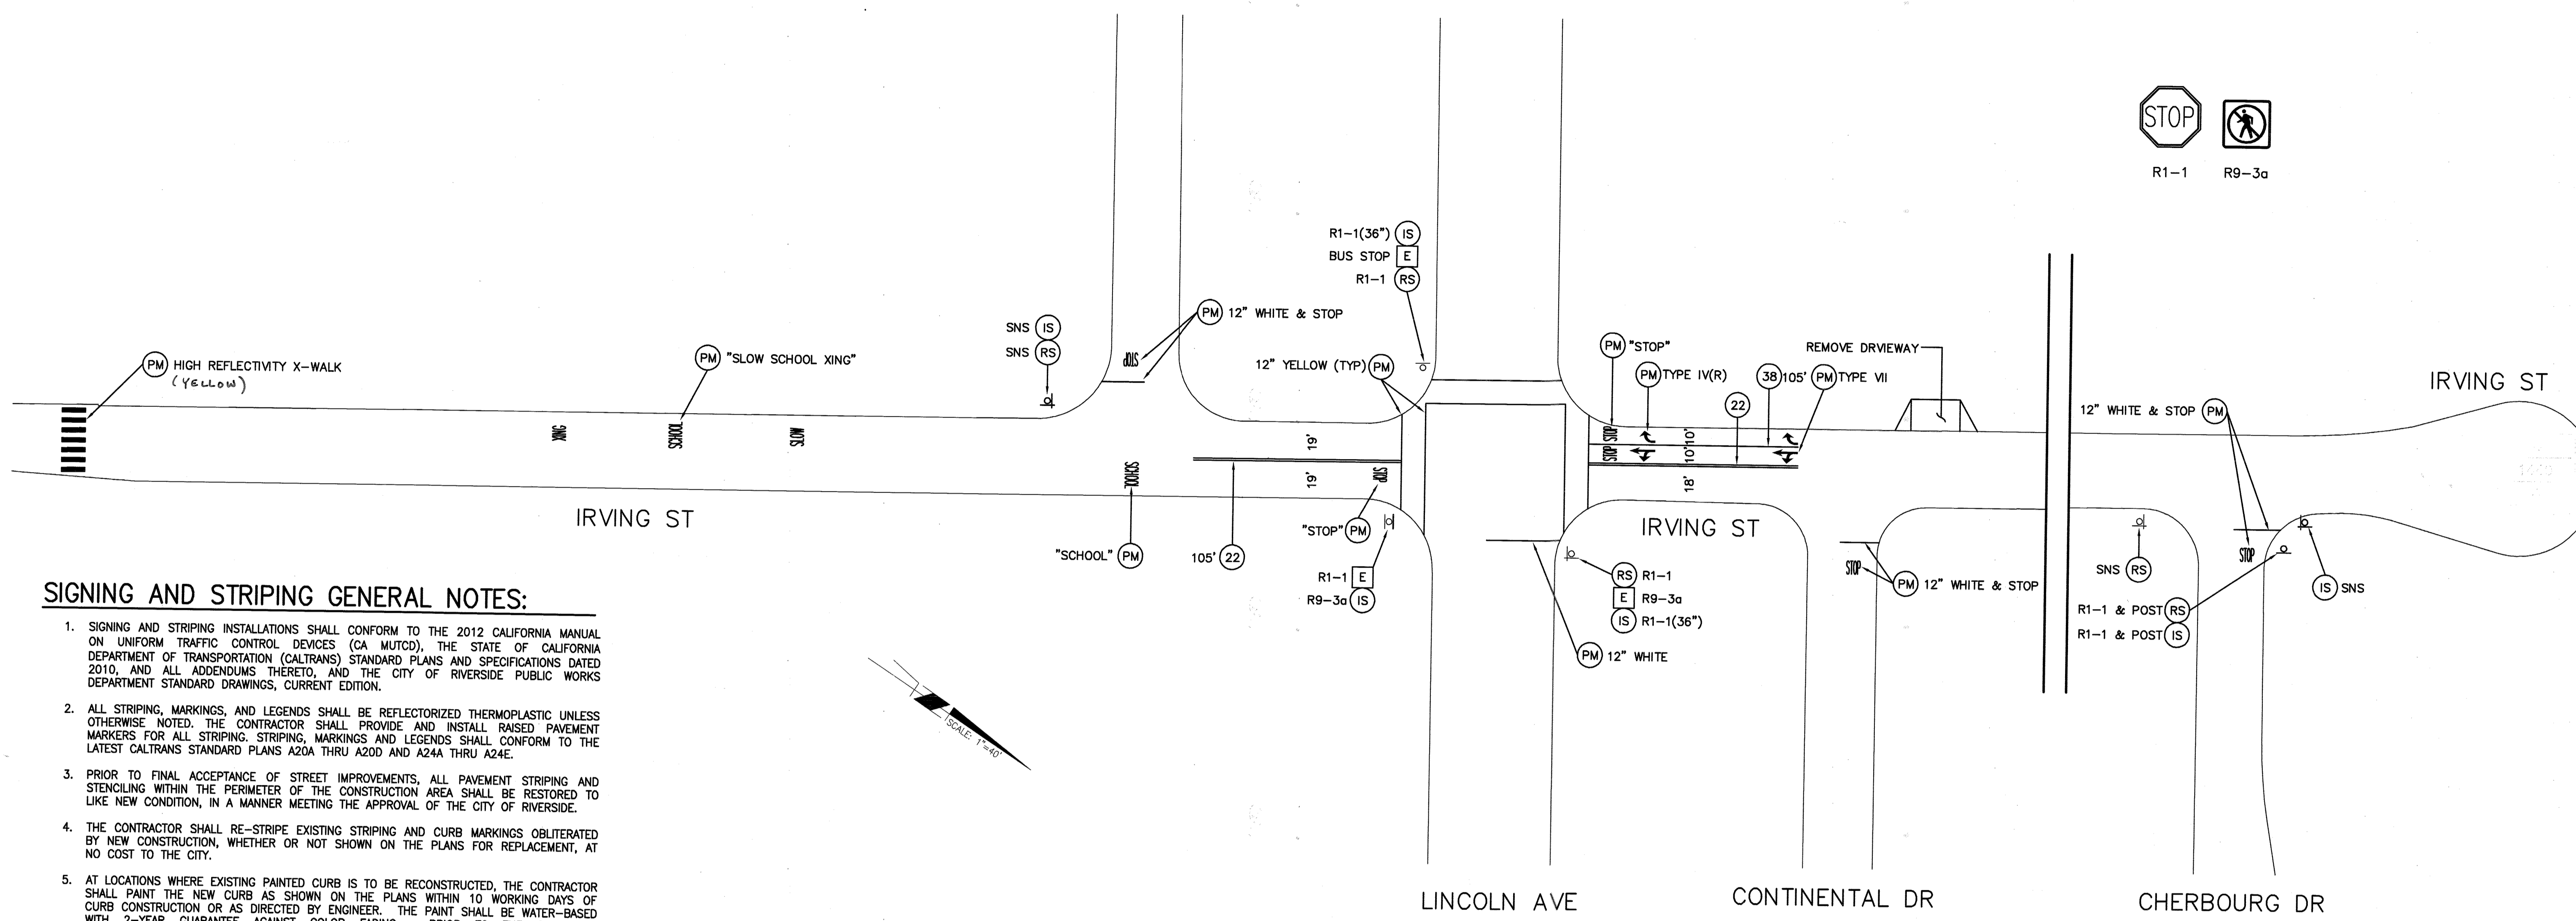 STOP
R1-1 R9-3a
R1-1(36") IS
BUS STOP E
R1-1 RS
SNS IS
SNS RS
PM 12" WHITE & STOP
PM HIGH REFLECTIVITY X-WALK
(YELLOW)
PM "SLOW SCHOOL XING"
12" YELLOW (TYP) PM
PM "STOP"
PM TYPE IV(R)
38 105' PM TYPE VII
REMOVE DRVIEWAY
22
IRVING ST
12" WHITE & STOP PM
STOP
XING
SCHOOL
SLOW
SCHOOL
19'
19'
STOP
STOP
STOP
10'
10'
18'
IRVING ST
"SCHOOL" PM
105' 22
"STOP" PM
R1-1 E
R9-3a IS
IRVING ST
RS R1-1
E R9-3a
IS R1-1(36")
PM 12" WHITE
STOP
PM 12" WHITE & STOP
SNS RS
STOP
R1-1 & POST RS
R1-1 & POST IS
IS SNS
SCALE: 1"=40'
SIGNING AND STRIPING GENERAL NOTES:
1. SIGNING AND STRIPING INSTALLATIONS SHALL CONFORM TO THE 2012 CALIFORNIA MANUAL
ON UNIFORM TRAFFIC CONTROL DEVICES (CA MUTCD), THE STATE OF CALIFORNIA
DEPARTMENT OF TRANSPORTATION (CALTRANS) STANDARD PLANS AND SPECIFICATIONS DATED
2010, AND ALL ADDENDUMS THERETO, AND THE CITY OF RIVERSIDE PUBLIC WORKS
DEPARTMENT STANDARD DRAWINGS, CURRENT EDITION.
2. ALL STRIPING, MARKINGS, AND LEGENDS SHALL BE REFLECTORIZED THERMOPLASTIC UNLESS
OTHERWISE NOTED. THE CONTRACTOR SHALL PROVIDE AND INSTALL RAISED PAVEMENT
MARKERS FOR ALL STRIPING. STRIPING, MARKINGS AND LEGENDS SHALL CONFORM TO THE
LATEST CALTRANS STANDARD PLANS A20A THRU A20D AND A24A THRU A24E.
3. PRIOR TO FINAL ACCEPTANCE OF STREET IMPROVEMENTS, ALL PAVEMENT STRIPING AND
STENCILING WITHIN THE PERIMETER OF THE CONSTRUCTION AREA SHALL BE RESTORED TO
LIKE NEW CONDITION, IN A MANNER MEETING THE APPROVAL OF THE CITY OF RIVERSIDE.
4. THE CONTRACTOR SHALL RE-STRIPE EXISTING STRIPING AND CURB MARKINGS OBLITERATED
BY NEW CONSTRUCTION, WHETHER OR NOT SHOWN ON THE PLANS FOR REPLACEMENT, AT
NO COST TO THE CITY.
5. AT LOCATIONS WHERE EXISTING PAINTED CURB IS TO BE RECONSTRUCTED, THE CONTRACTOR
SHALL PAINT THE NEW CURB AS SHOWN ON THE PLANS WITHIN 10 WORKING DAYS OF
CURB CONSTRUCTION OR AS DIRECTED BY ENGINEER. THE PAINT SHALL BE WATER-BASED
WITH 2-YEAR GUARANTEE AGAINST COLOR FADING
LINCOLN AVE
CONTINENTAL DR
CHERBOURG DR